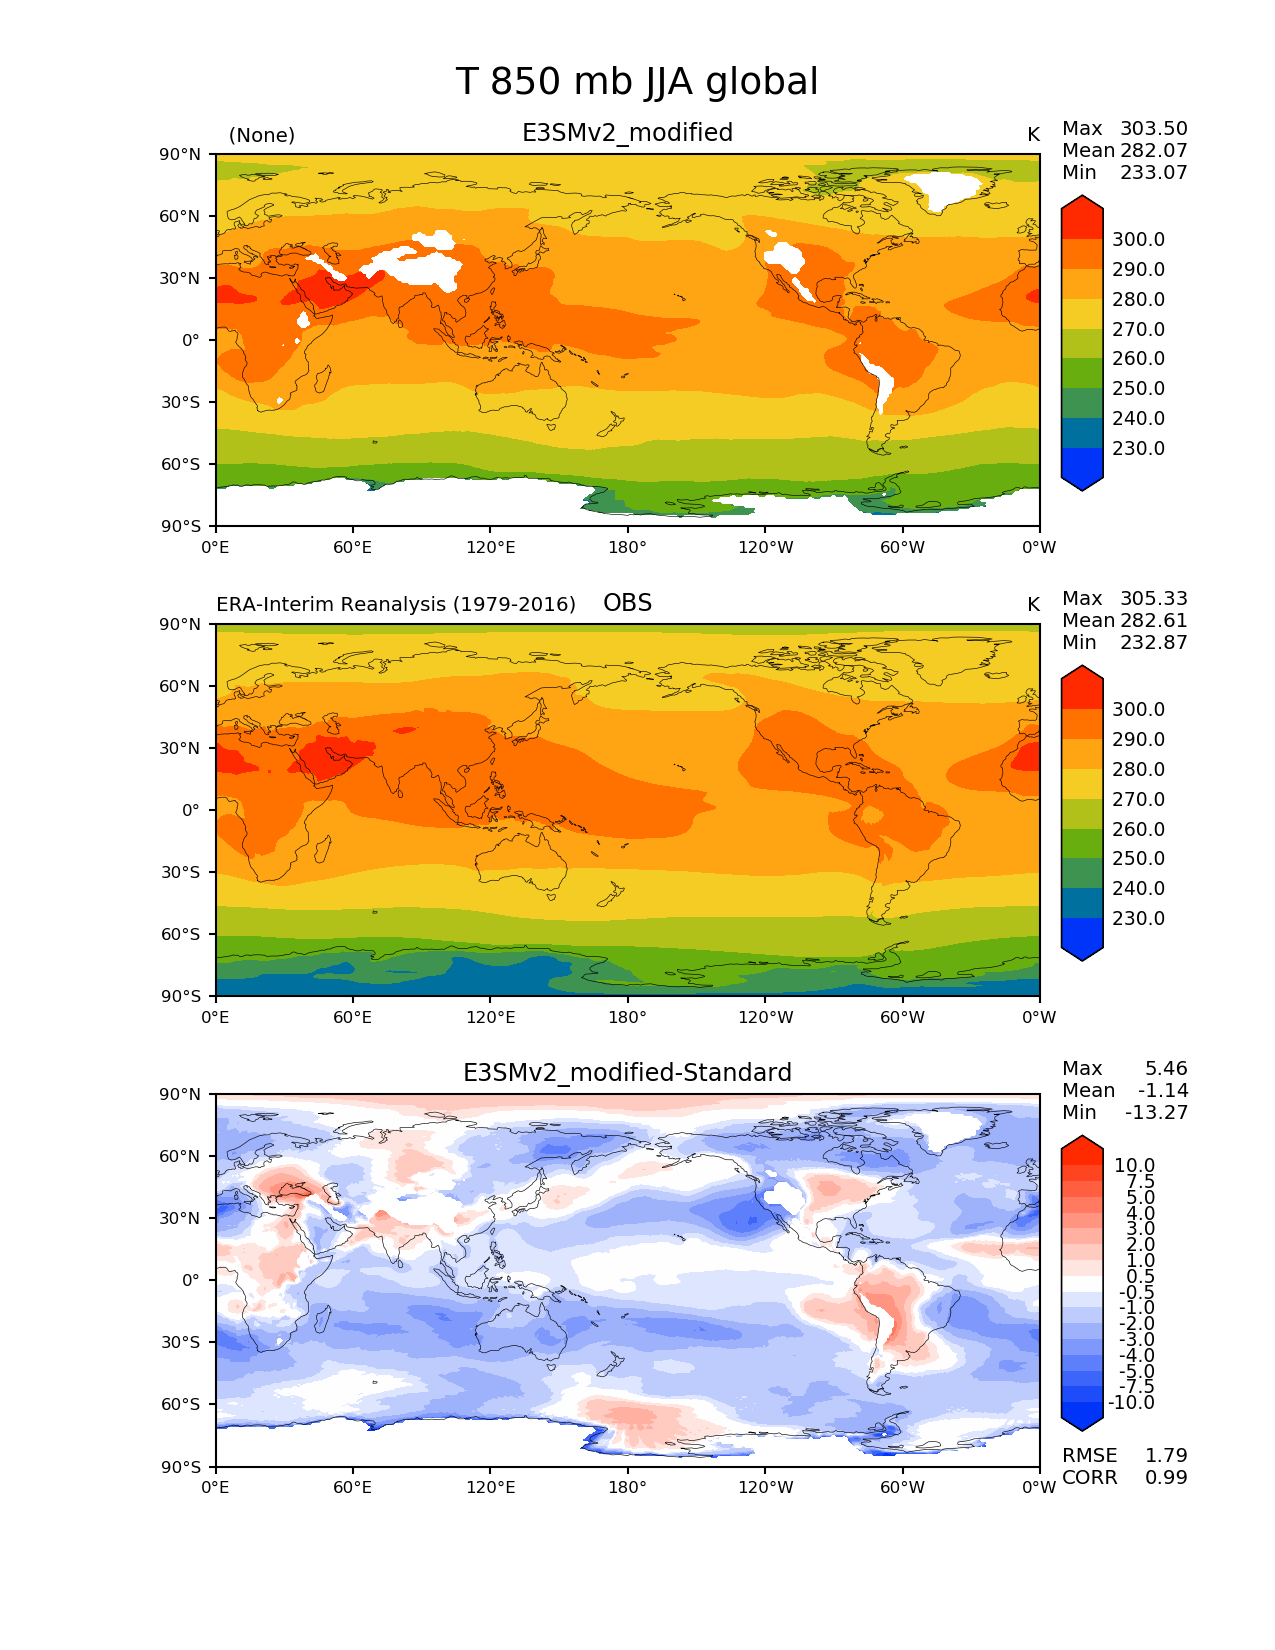 T 850 mb JJA global
(None) E3SMv2_modified K
Max 303.50
Mean 282.07
Min 233.07
90°N
60°N
30°N
0°
30°S
60°S
90°S
0°E 60°E 120°E 180° 120°W 60°W 0°W
300.0
290.0
280.0
270.0
260.0
250.0
240.0
230.0
ERA-Interim Reanalysis (1979-2016) OBS K
Max 305.33
Mean 282.61
Min 232.87
90°N
60°N
30°N
0°
30°S
60°S
90°S
0°E 60°E 120°E 180° 120°W 60°W 0°W
300.0
290.0
280.0
270.0
260.0
250.0
240.0
230.0
E3SMv2_modified-Standard
Max 5.46
Mean -1.14
Min -13.27
90°N
60°N
30°N
0°
30°S
60°S
90°S
0°E 60°E 120°E 180° 120°W 60°W 0°W
10.0
7.5
5.0
4.0
3.0
2.0
1.0
0.5
-0.5
-1.0
-2.0
-3.0
-4.0
-5.0
-7.5
-10.0
RMSE 1.79
CORR 0.99